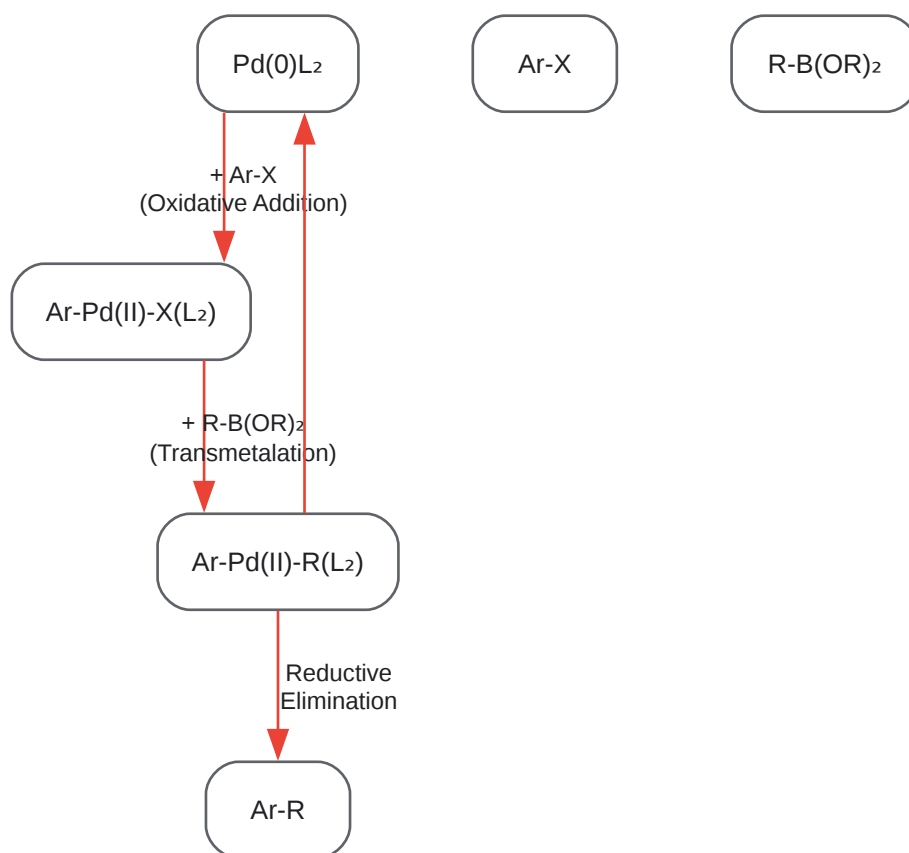 Pd(0)L₂
Ar-X
R-B(OR)₂
+ Ar-X
(Oxidative Addition)
Ar-Pd(II)-X(L₂)
+ R-B(OR)₂
(Transmetalation)
Ar-Pd(II)-R(L₂)
Reductive
Elimination
Ar-R